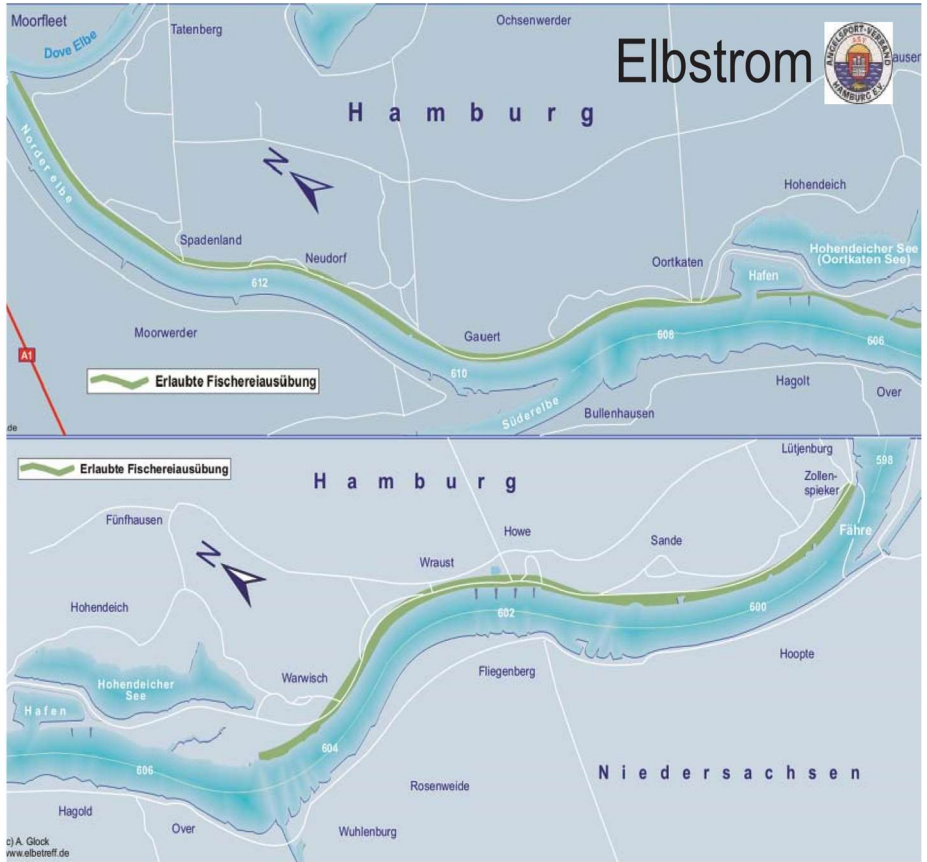 Moorfleet
Dove Elbe
Tatenberg
Ochsenwerder
Elbstrom
ANGELSPORT-VERBAND
HAMBURG E.V.
ASV
auser
Hamburg
Norderelbe
N
Hohendeich
Spadenland
Neudorf
Oortkaten
Hafen
Hohendeicher See
(Oortkaten See)
612
Moorwerder
Gauert
608
606
A1
610
Erlaubte Fischereiausübung
Hagolt
Over
Süderelbe
Bullenhausen
.de
Erlaubte Fischereiausübung
Hamburg
Lütjenburg
598
Zollen-
spieker
Fünfhausen
Howe
Sande
Fähre
N
Wraust
Hohendeich
602
600
Hohendeicher
See
Warwisch
Fliegenberg
Hoopte
Hafen
604
606
Niedersachsen
Rosenweide
Hagold
Over
Wuhlenburg
c) A. Glock
www.elbetreff.de